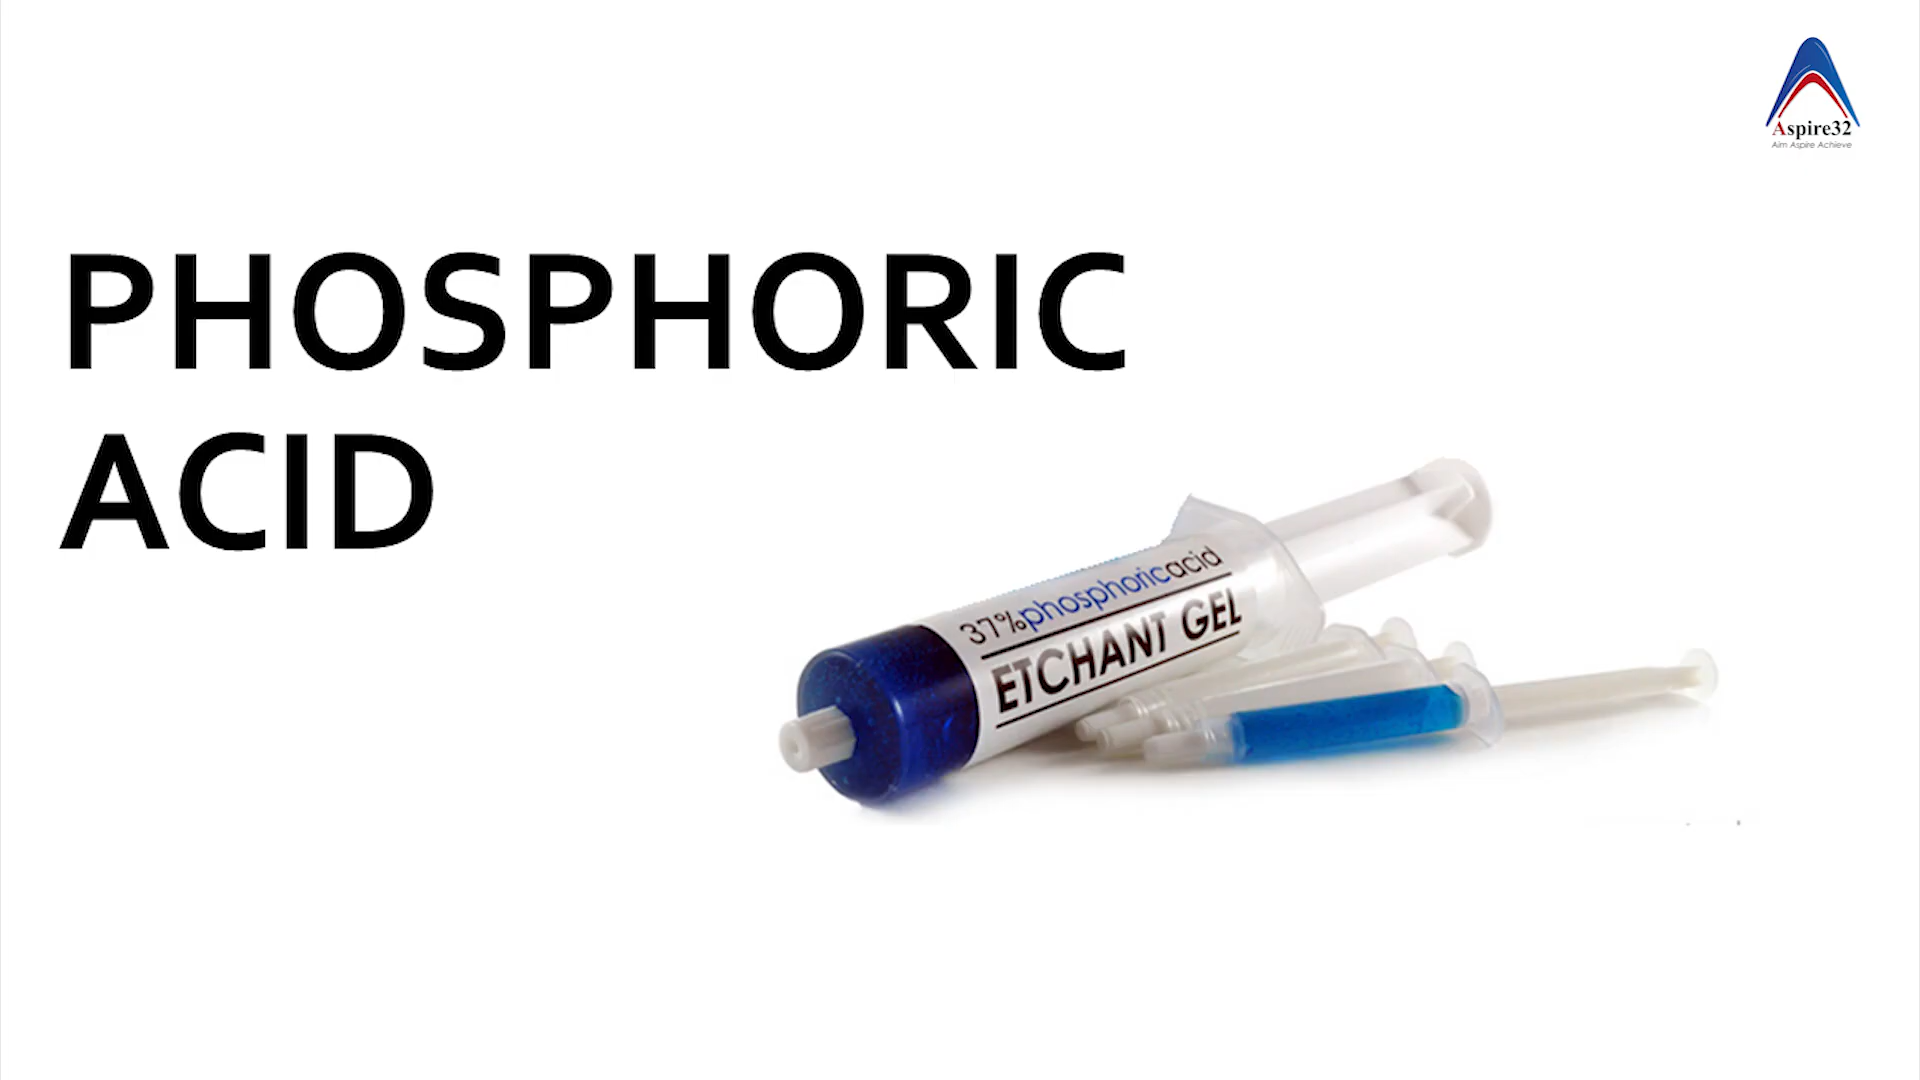 Aspire32
Aim Aspire Achieve
PHOSPHORIC
ACID
37%phosphoricacid
ETCHANT GEL